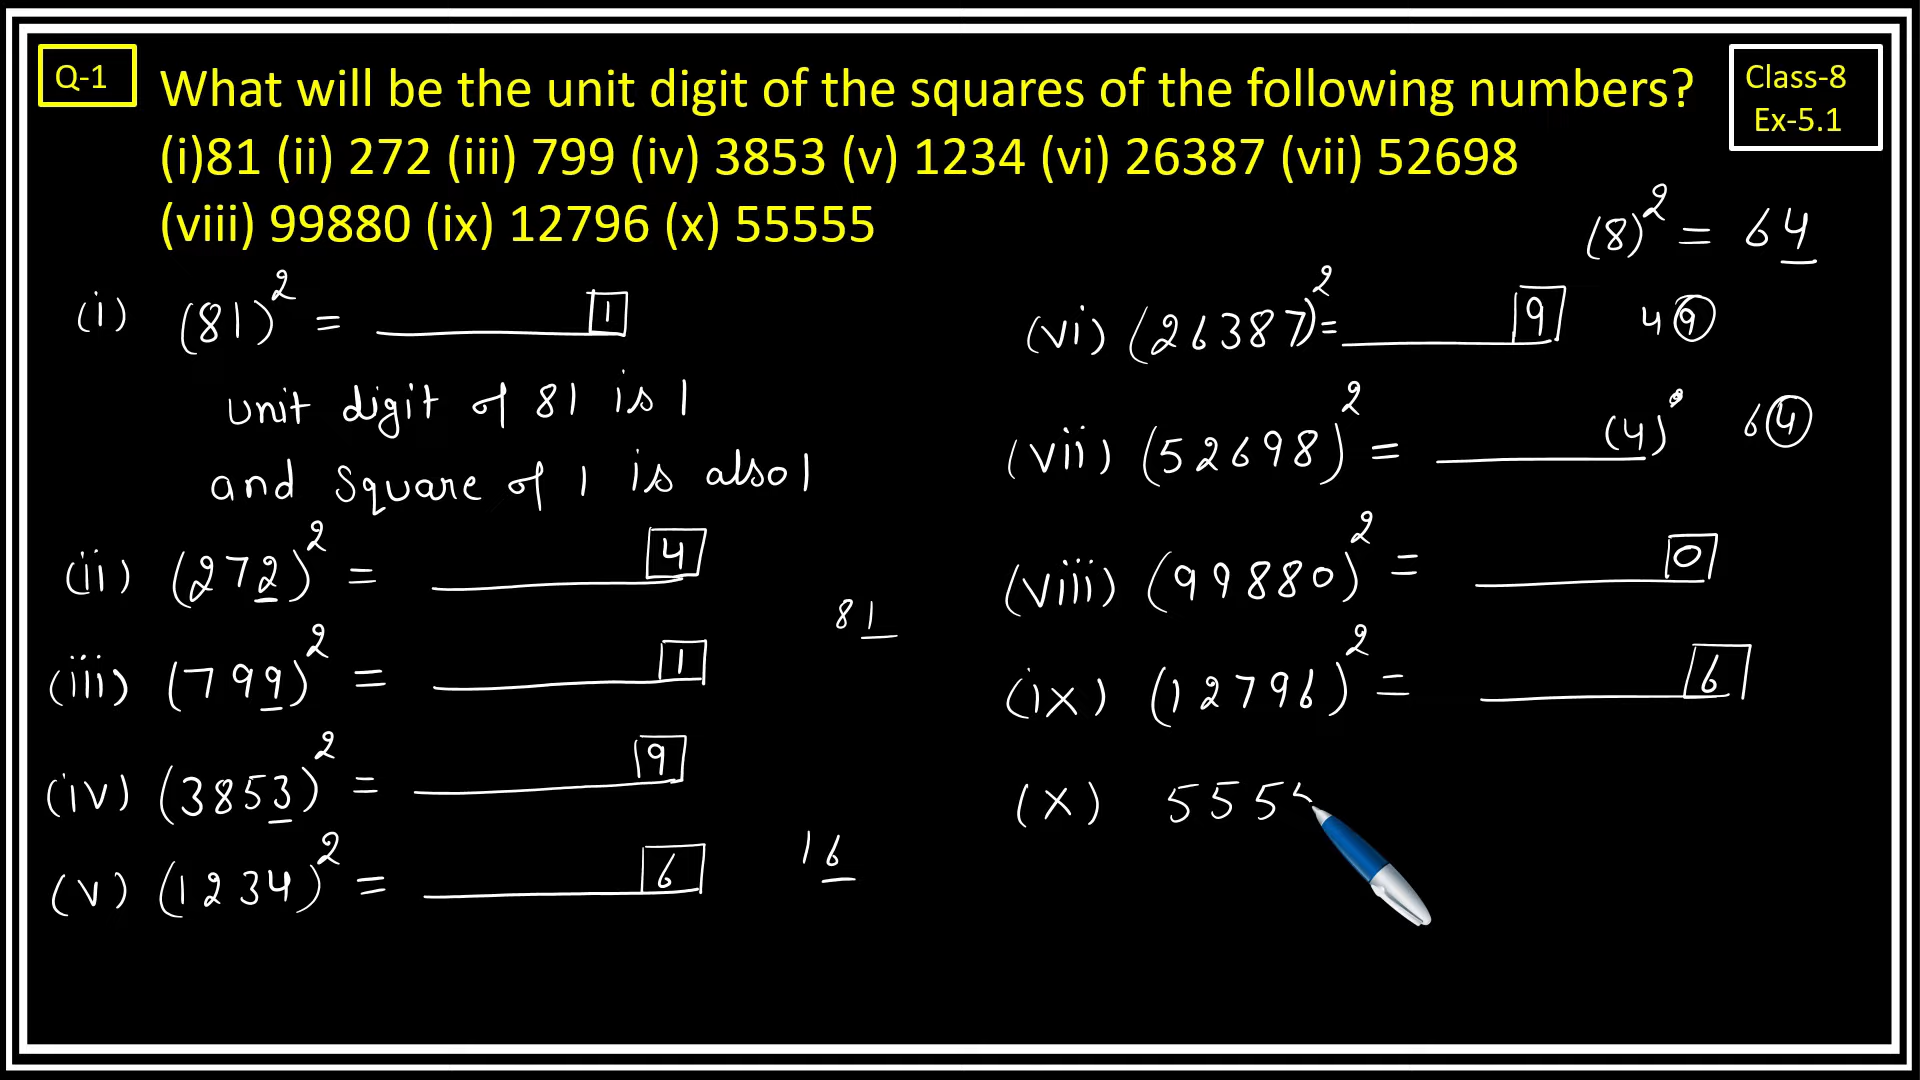 Q-1
What will be the unit digit of the squares of the following numbers?
(i)81 (ii) 272 (iii) 799 (iv) 3853 (v) 1234 (vi) 26387 (vii) 52698
(viii) 99880 (ix) 12796 (x) 55555
Class-8
Ex-5.1
(8)² = 64
(i) (81)² = 1
unit digit of 81 is 1
and square of 1 is also 1
(ii) (272)² = 4
(iii) (799)² = 1
81
(iv) (3853)² = 9
(v) (1234)² = 6
16
(vi) (26387)² = 9
49
(vii) (52698)² = (4)
64
(viii) (99880)² = 0
(ix) (12796)² = 6
(x) 555